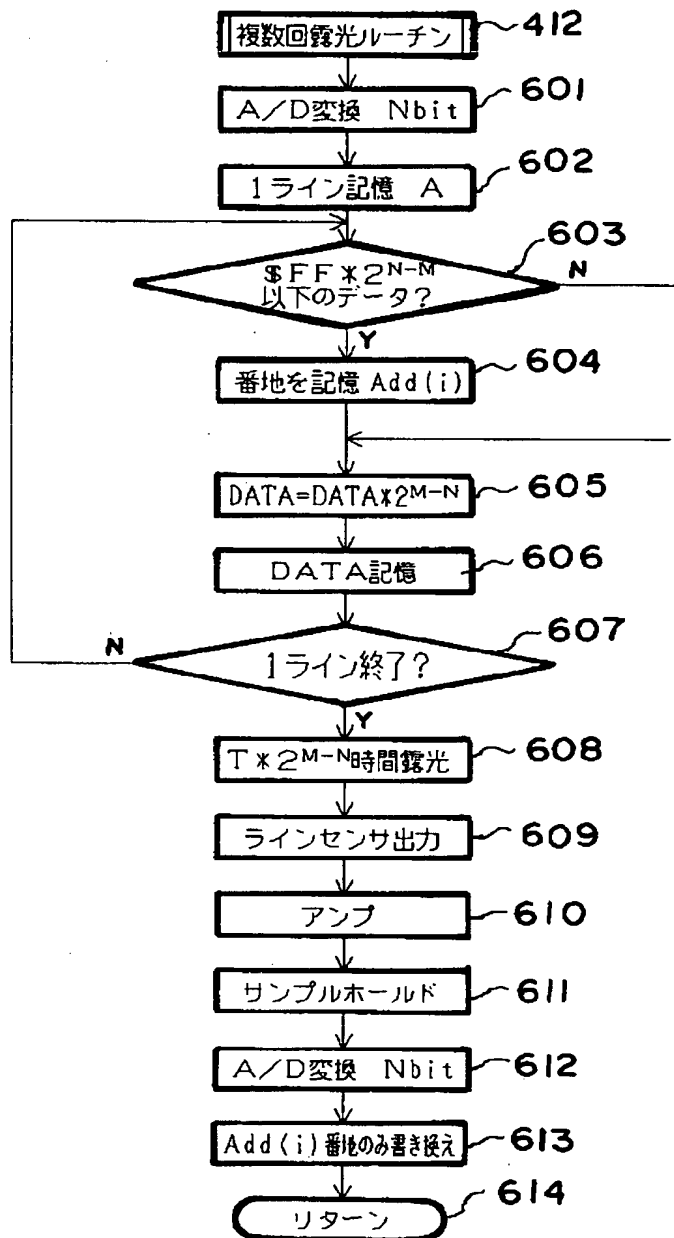 複数回露光ルーチン 412
A/D変換 Nbit 601
1ライン記憶 A 602
603
$FF*2^N-M N
以下のデータ?
Y
番地を記憶 Add(i) 604
DATA=DATA*2^M-N 605
DATA記憶 606
607
N 1ライン終了?
Y
T*2^M-N時間露光 608
ラインセンサ出力 609
アンプ 610
サンプルホールド 611
A/D変換 Nbit 612
Add(i)番地のみ書き換え 613
リターン 614